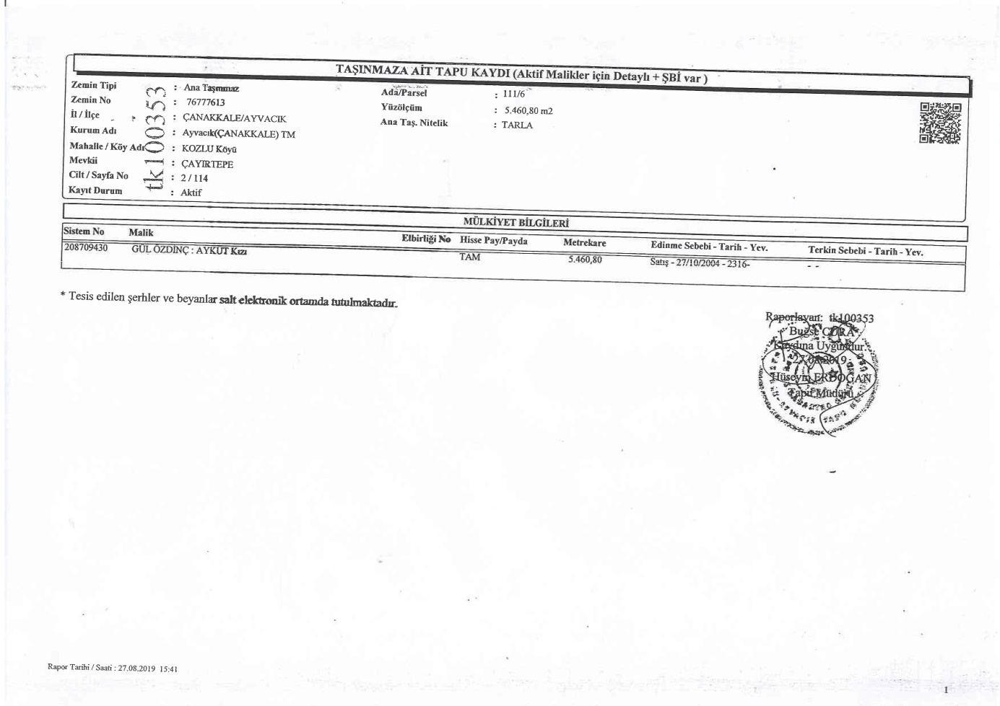 TAŞINMAZA AİT TAPU KAYDI (Aktif Malikler için Detaylı + ŞBİ var )
Zemin Tipi : Ana Taşınmaz
Zemin No : 76777613
İl / İlçe : ÇANAKKALE/AYVACIK
Kurum Adı : Ayvacık(ÇANAKKALE) TM
Mahalle / Köy Adı : KOZLU Köyü
Mevkii : ÇAYIRTEPE
Cilt / Sayfa No : 2 / 114
Kayıt Durum : Aktif
tk100353
Ada/Parsel : 111/6
Yüzölçüm : 5.460,80 m2
Ana Taş. Nitelik : TARLA
MÜLKİYET BİLGİLERİ
Sistem No Malik Elbirliği No Hisse Pay/Payda Metrekare Edinme Sebebi - Tarih - Yev. Terkin Sebebi - Tarih - Yev.
208709430 GÜL ÖZDİNÇ : AYKUT Kızı TAM 5.460,80 Satış - 27/10/2004 - 2316- - -
* Tesis edilen şerhler ve beyanlar salt elektronik ortamda tutulmaktadır.
Raporlayan: tk100353
Buğse CURA
Kaydına Uygundur.
27.08.2019
Hüseyin ERDOĞAN
Tapu Müdürü
Rapor Tarihi / Saati : 27.08.2019 15:41
1